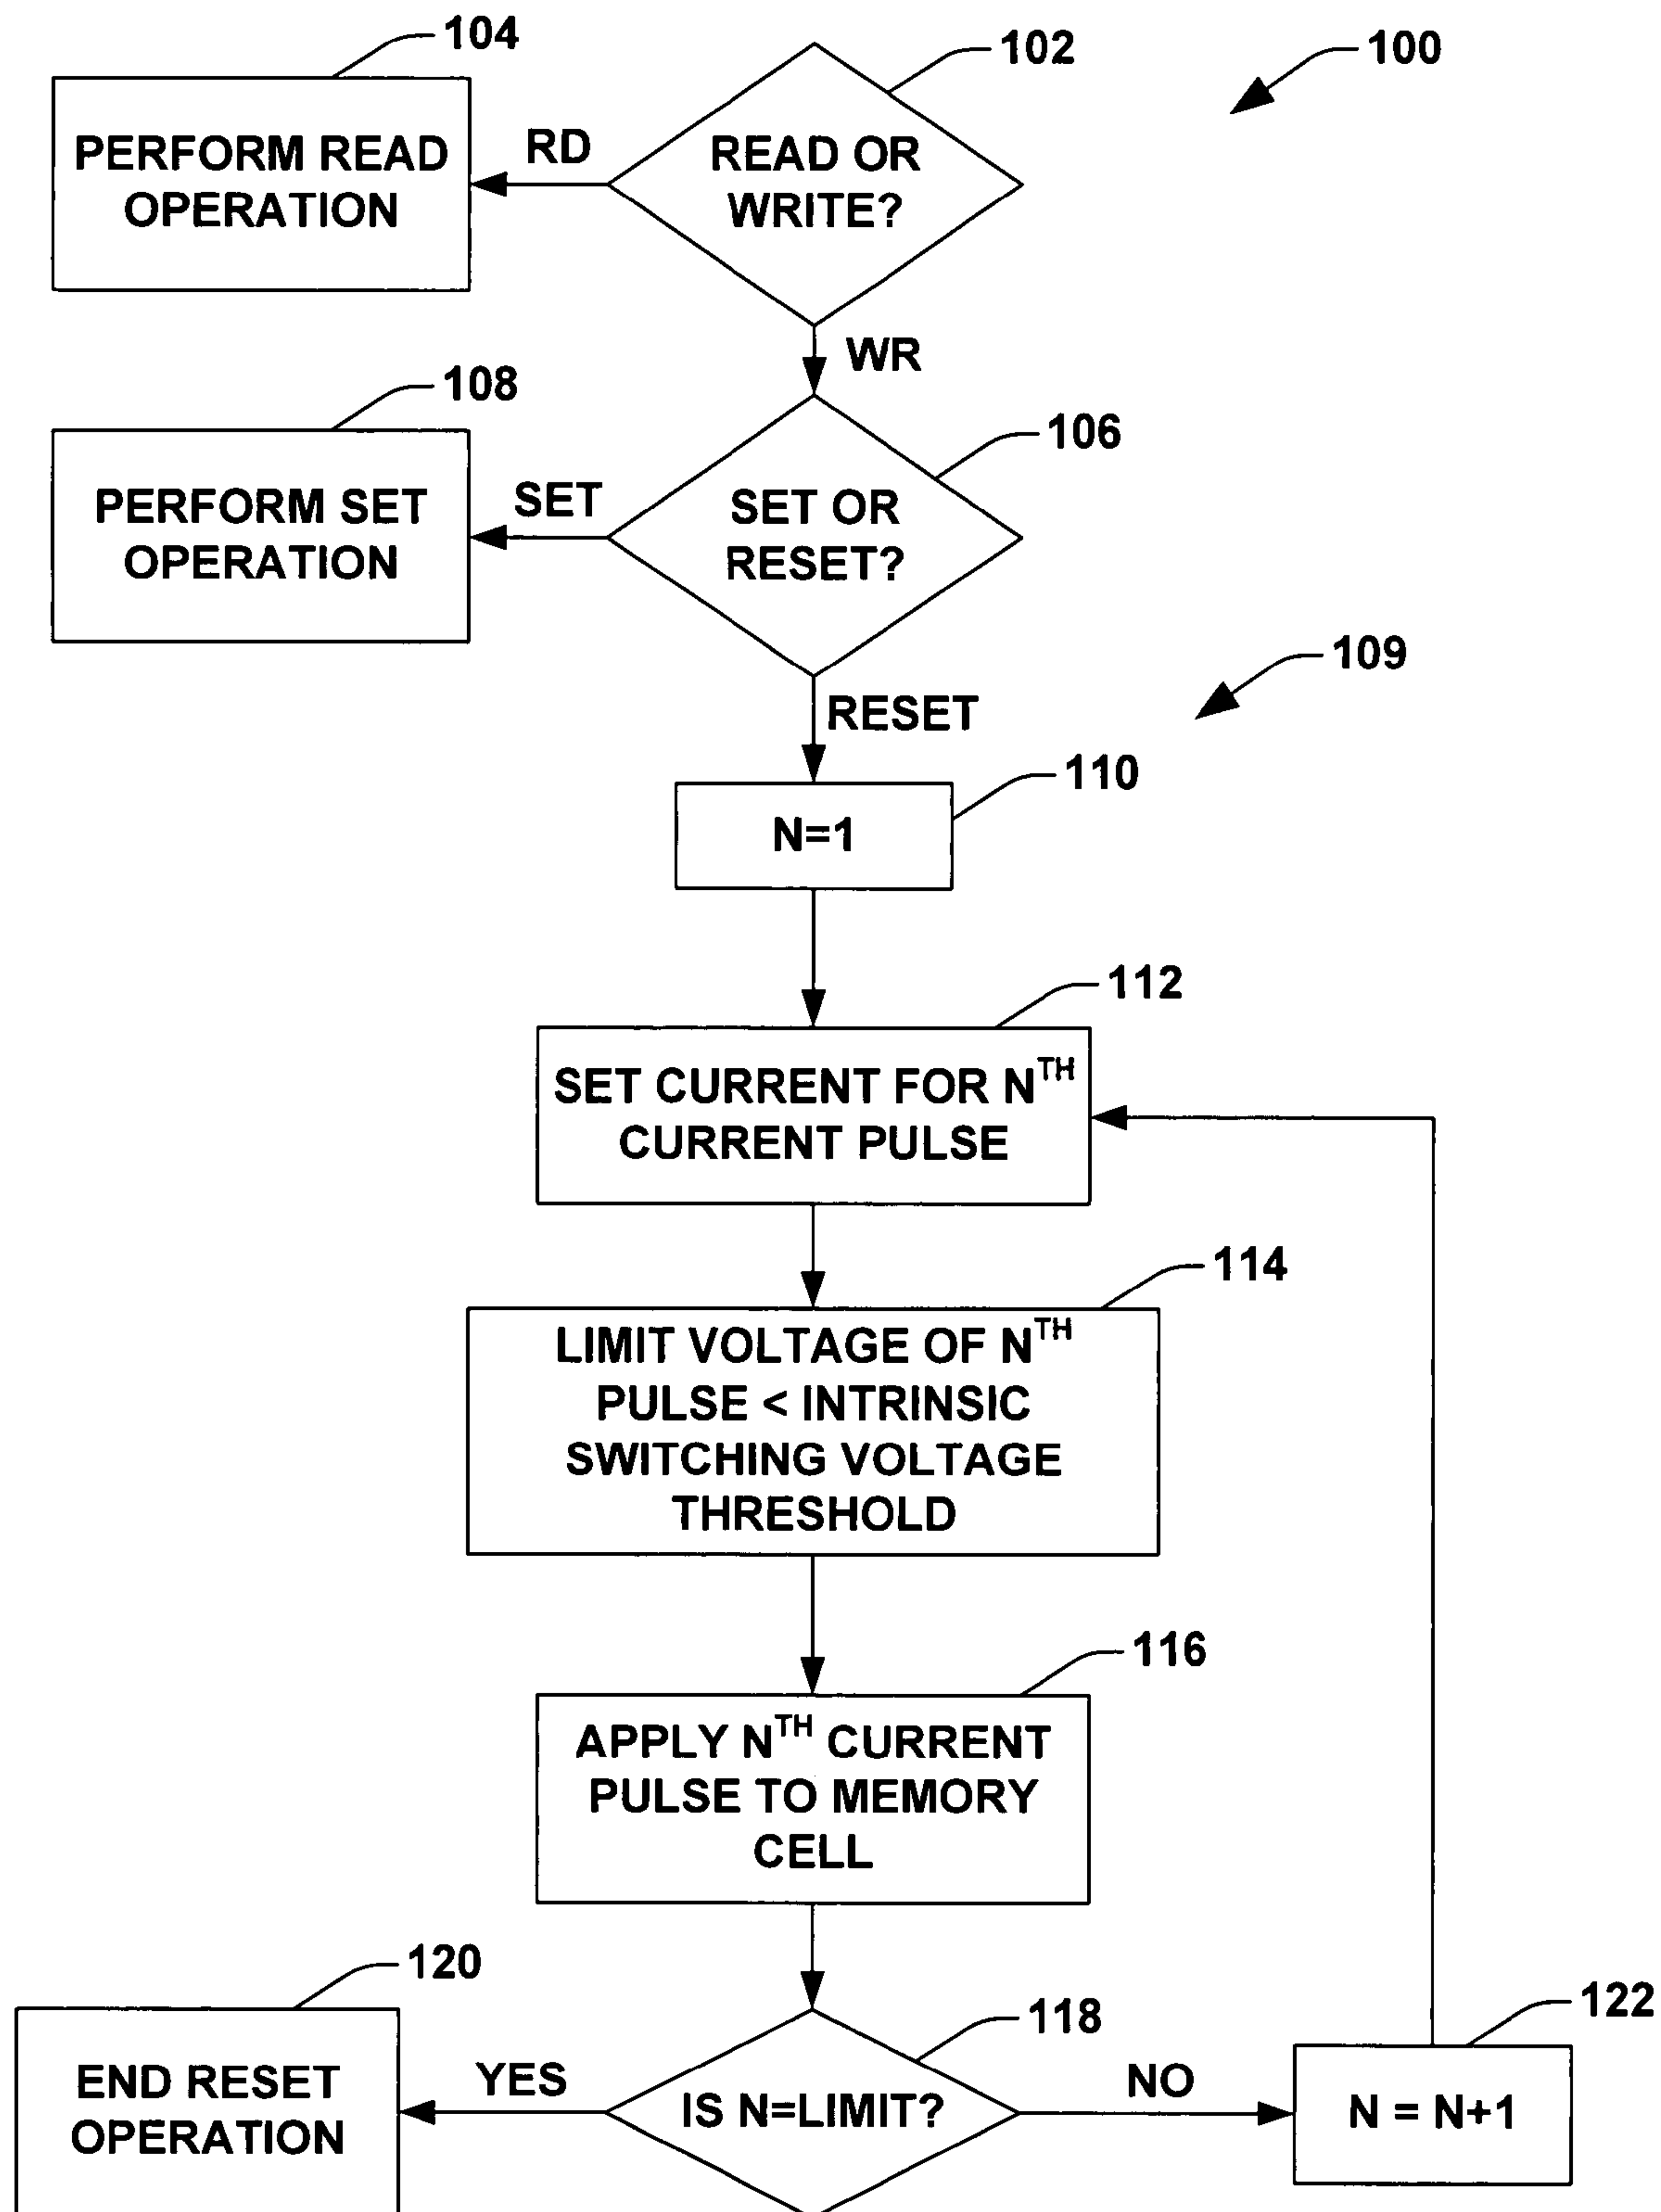 104
102
100
PERFORM READ
OPERATION
RD
READ OR
WRITE?
WR
108
106
PERFORM SET
OPERATION
SET
SET OR
RESET?
109
RESET
110
N=1
112
SET CURRENT FOR N^TH
CURRENT PULSE
114
LIMIT VOLTAGE OF N^TH
PULSE < INTRINSIC
SWITCHING VOLTAGE
THRESHOLD
116
APPLY N^TH CURRENT
PULSE TO MEMORY
CELL
120
118
122
END RESET
OPERATION
YES
IS N=LIMIT?
NO
N = N+1